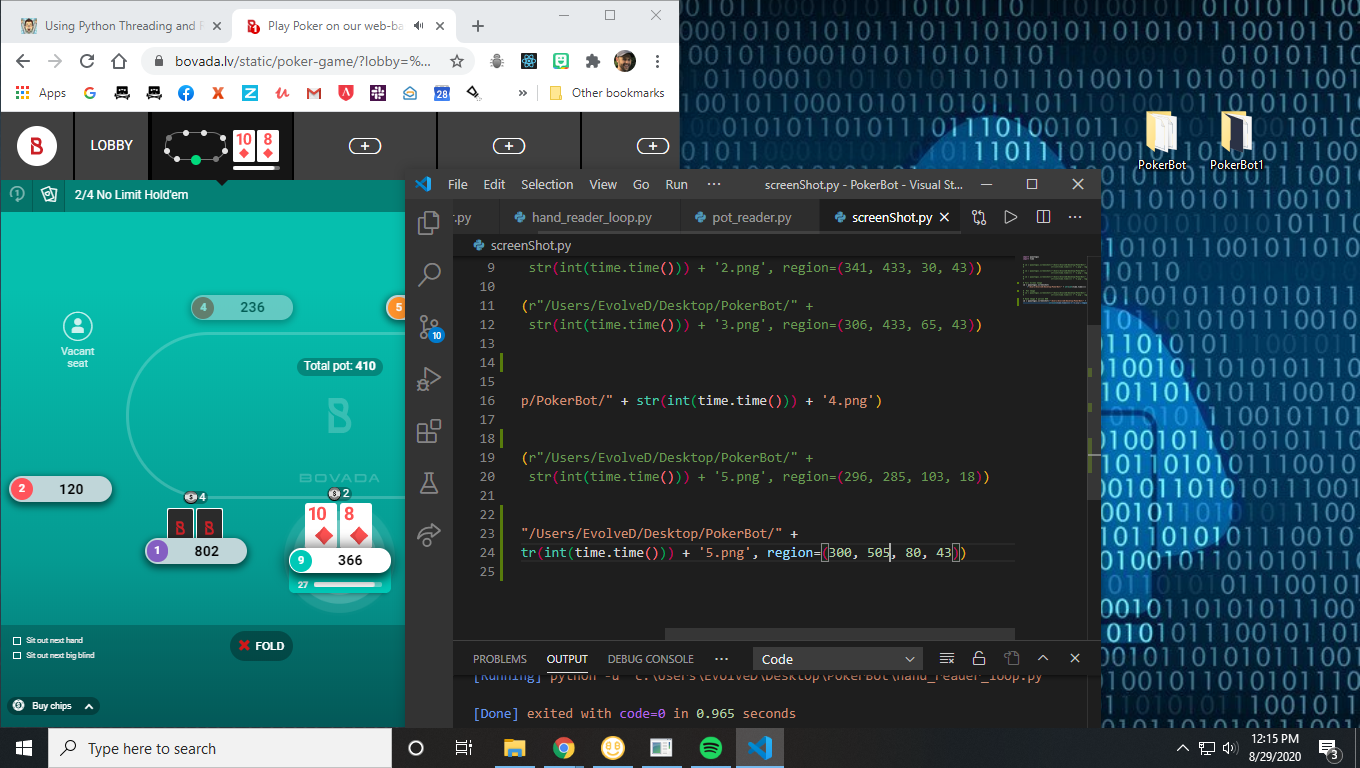 Using Python Threading and
Play Poker on our web-ba
bovada.lv/static/poker-game/?lobby=%...
Apps
28
Other bookmarks
B
LOBBY
10 8
2/4 No Limit Hold'em
4 236
5
Vacant
seat
Total pot: 410
B
BOVADA
2 120
4
2
B B
10 8
1 802
9 366
27
Sit out next hand
Sit out next big blind
FOLD
Buy chips
PokerBot
PokerBot1
File Edit Selection View Go Run ··· screenShot.py - PokerBot - Visual St...
.py hand_reader_loop.py pot_reader.py screenShot.py
screenShot.py
10
9 str(int(time.time())) + '2.png', region=(341, 433, 30, 43))
10
11 (r"/Users/EvolveD/Desktop/PokerBot/" +
12 str(int(time.time())) + '3.png', region=(306, 433, 65, 43))
13
14
15
16 p/PokerBot/" + str(int(time.time())) + '4.png')
17
18
19 (r"/Users/EvolveD/Desktop/PokerBot/" +
20 str(int(time.time())) + '5.png', region=(296, 285, 103, 18))
21
22
23 "/Users/EvolveD/Desktop/PokerBot/" +
24 tr(int(time.time())) + '5.png', region=(300, 505, 80, 43))
25
PROBLEMS OUTPUT DEBUG CONSOLE ··· Code
[Running] python -u "c:\Users\EvolveD\Desktop\PokerBot\hand_reader_loop.py"
[Done] exited with code=0 in 0.965 seconds
Type here to search
12:15 PM
8/29/2020
3